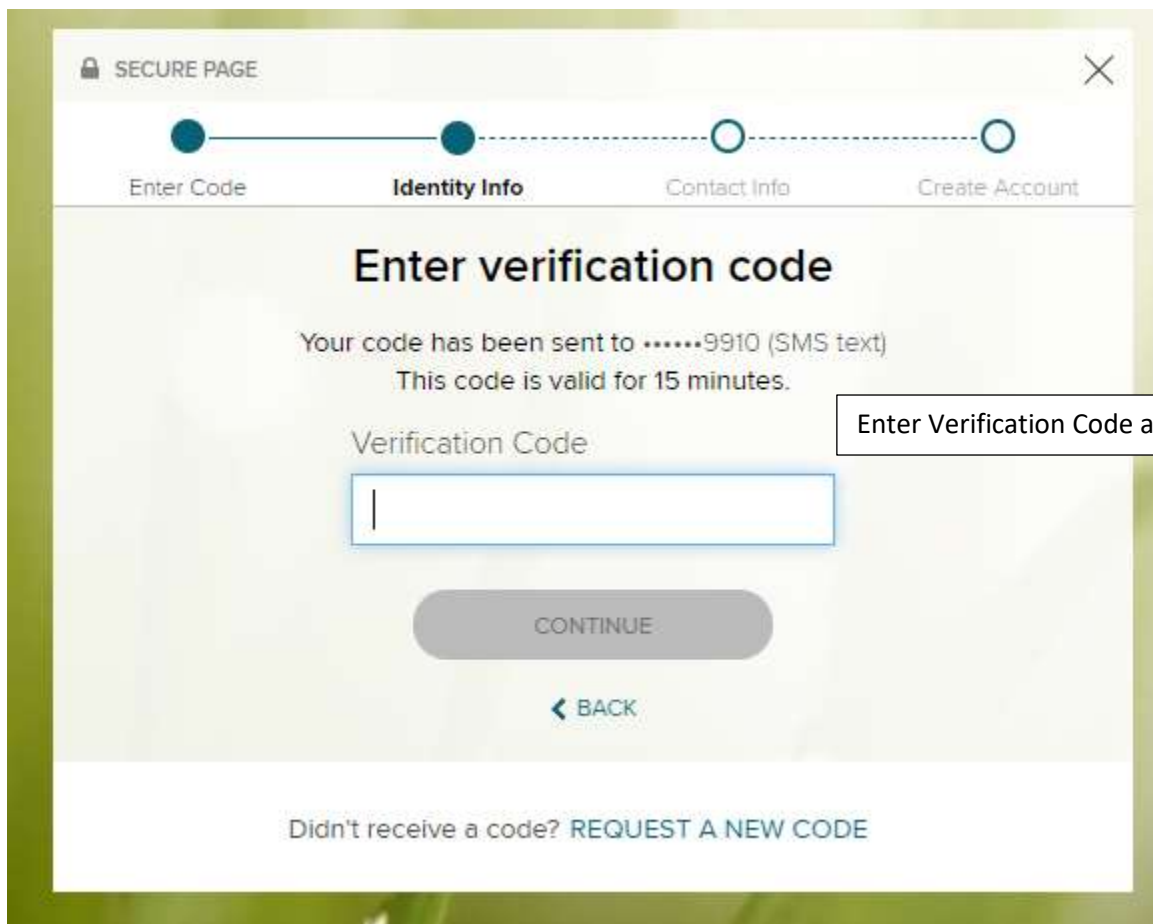 SECURE PAGE
Enter Code
Identity Info
Contact Info
Create Account
Enter verification code
Your code has been sent to ••••••9910 (SMS text)
This code is valid for 15 minutes.
Enter Verification Code a
Verification Code
CONTINUE
BACK
Didn't receive a code? REQUEST A NEW CODE